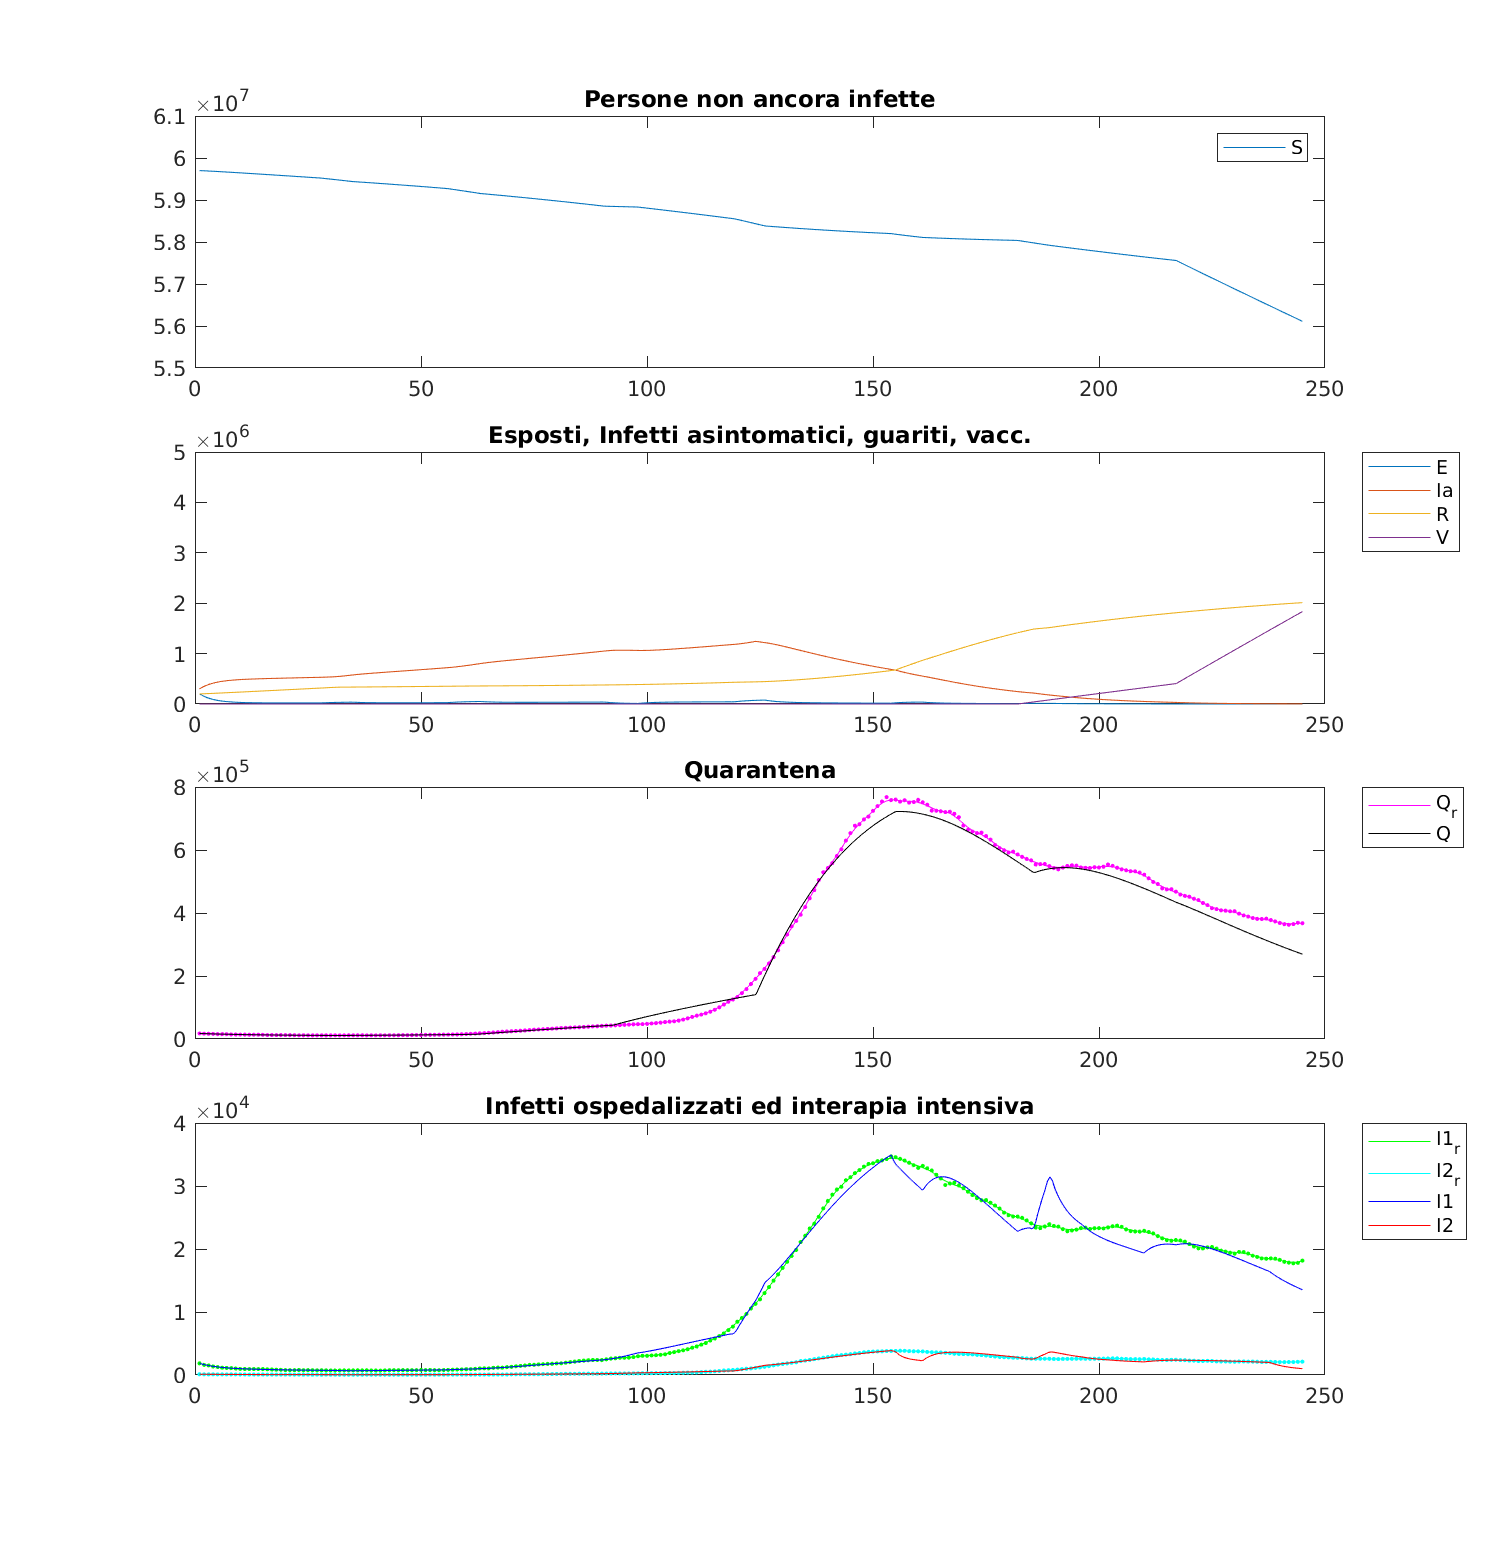 Persone non ancora infette
×10^7
6.1
6
5.9
5.8
5.7
5.6
5.5
0 50 100 150 200 250
S
Esposti, Infetti asintomatici, guariti, vacc.
×10^6
5
4
3
2
1
0
0 50 100 150 200 250
E
Ia
R
V
Quarantena
×10^5
8
6
4
2
0
0 50 100 150 200 250
Q_r
Q
Infetti ospedalizzati ed interapia intensiva
×10^4
4
3
2
1
0
0 50 100 150 200 250
I1_r
I2_r
I1
I2